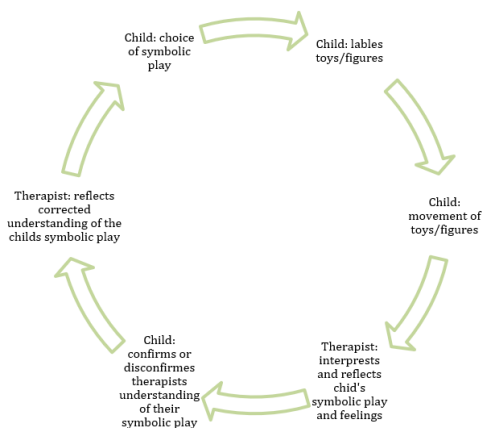 Child: choice
of symbolic
play
Child: lables
toys/figures
Child:
movement of
toys/figures
Therapist:
interprests
and reflects
chid's
symbolic play
and feelings
Child:
confirms or
disconfirmes
therapists
understanding
of their
symbolic play
Therapist: reflects
corrected
understanding of the
childs symbolic play